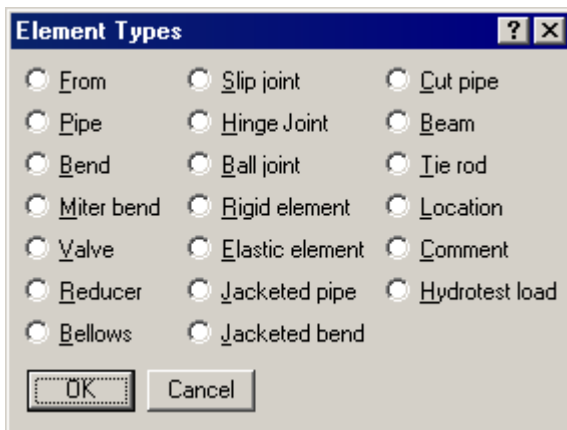 Element Types ? ×
From Slip joint Cut pipe
Pipe Hinge Joint Beam
Bend Ball joint Tie rod
Miter bend Rigid element Location
Valve Elastic element Comment
Reducer Jacketed pipe Hydrotest load
Bellows Jacketed bend
OK Cancel